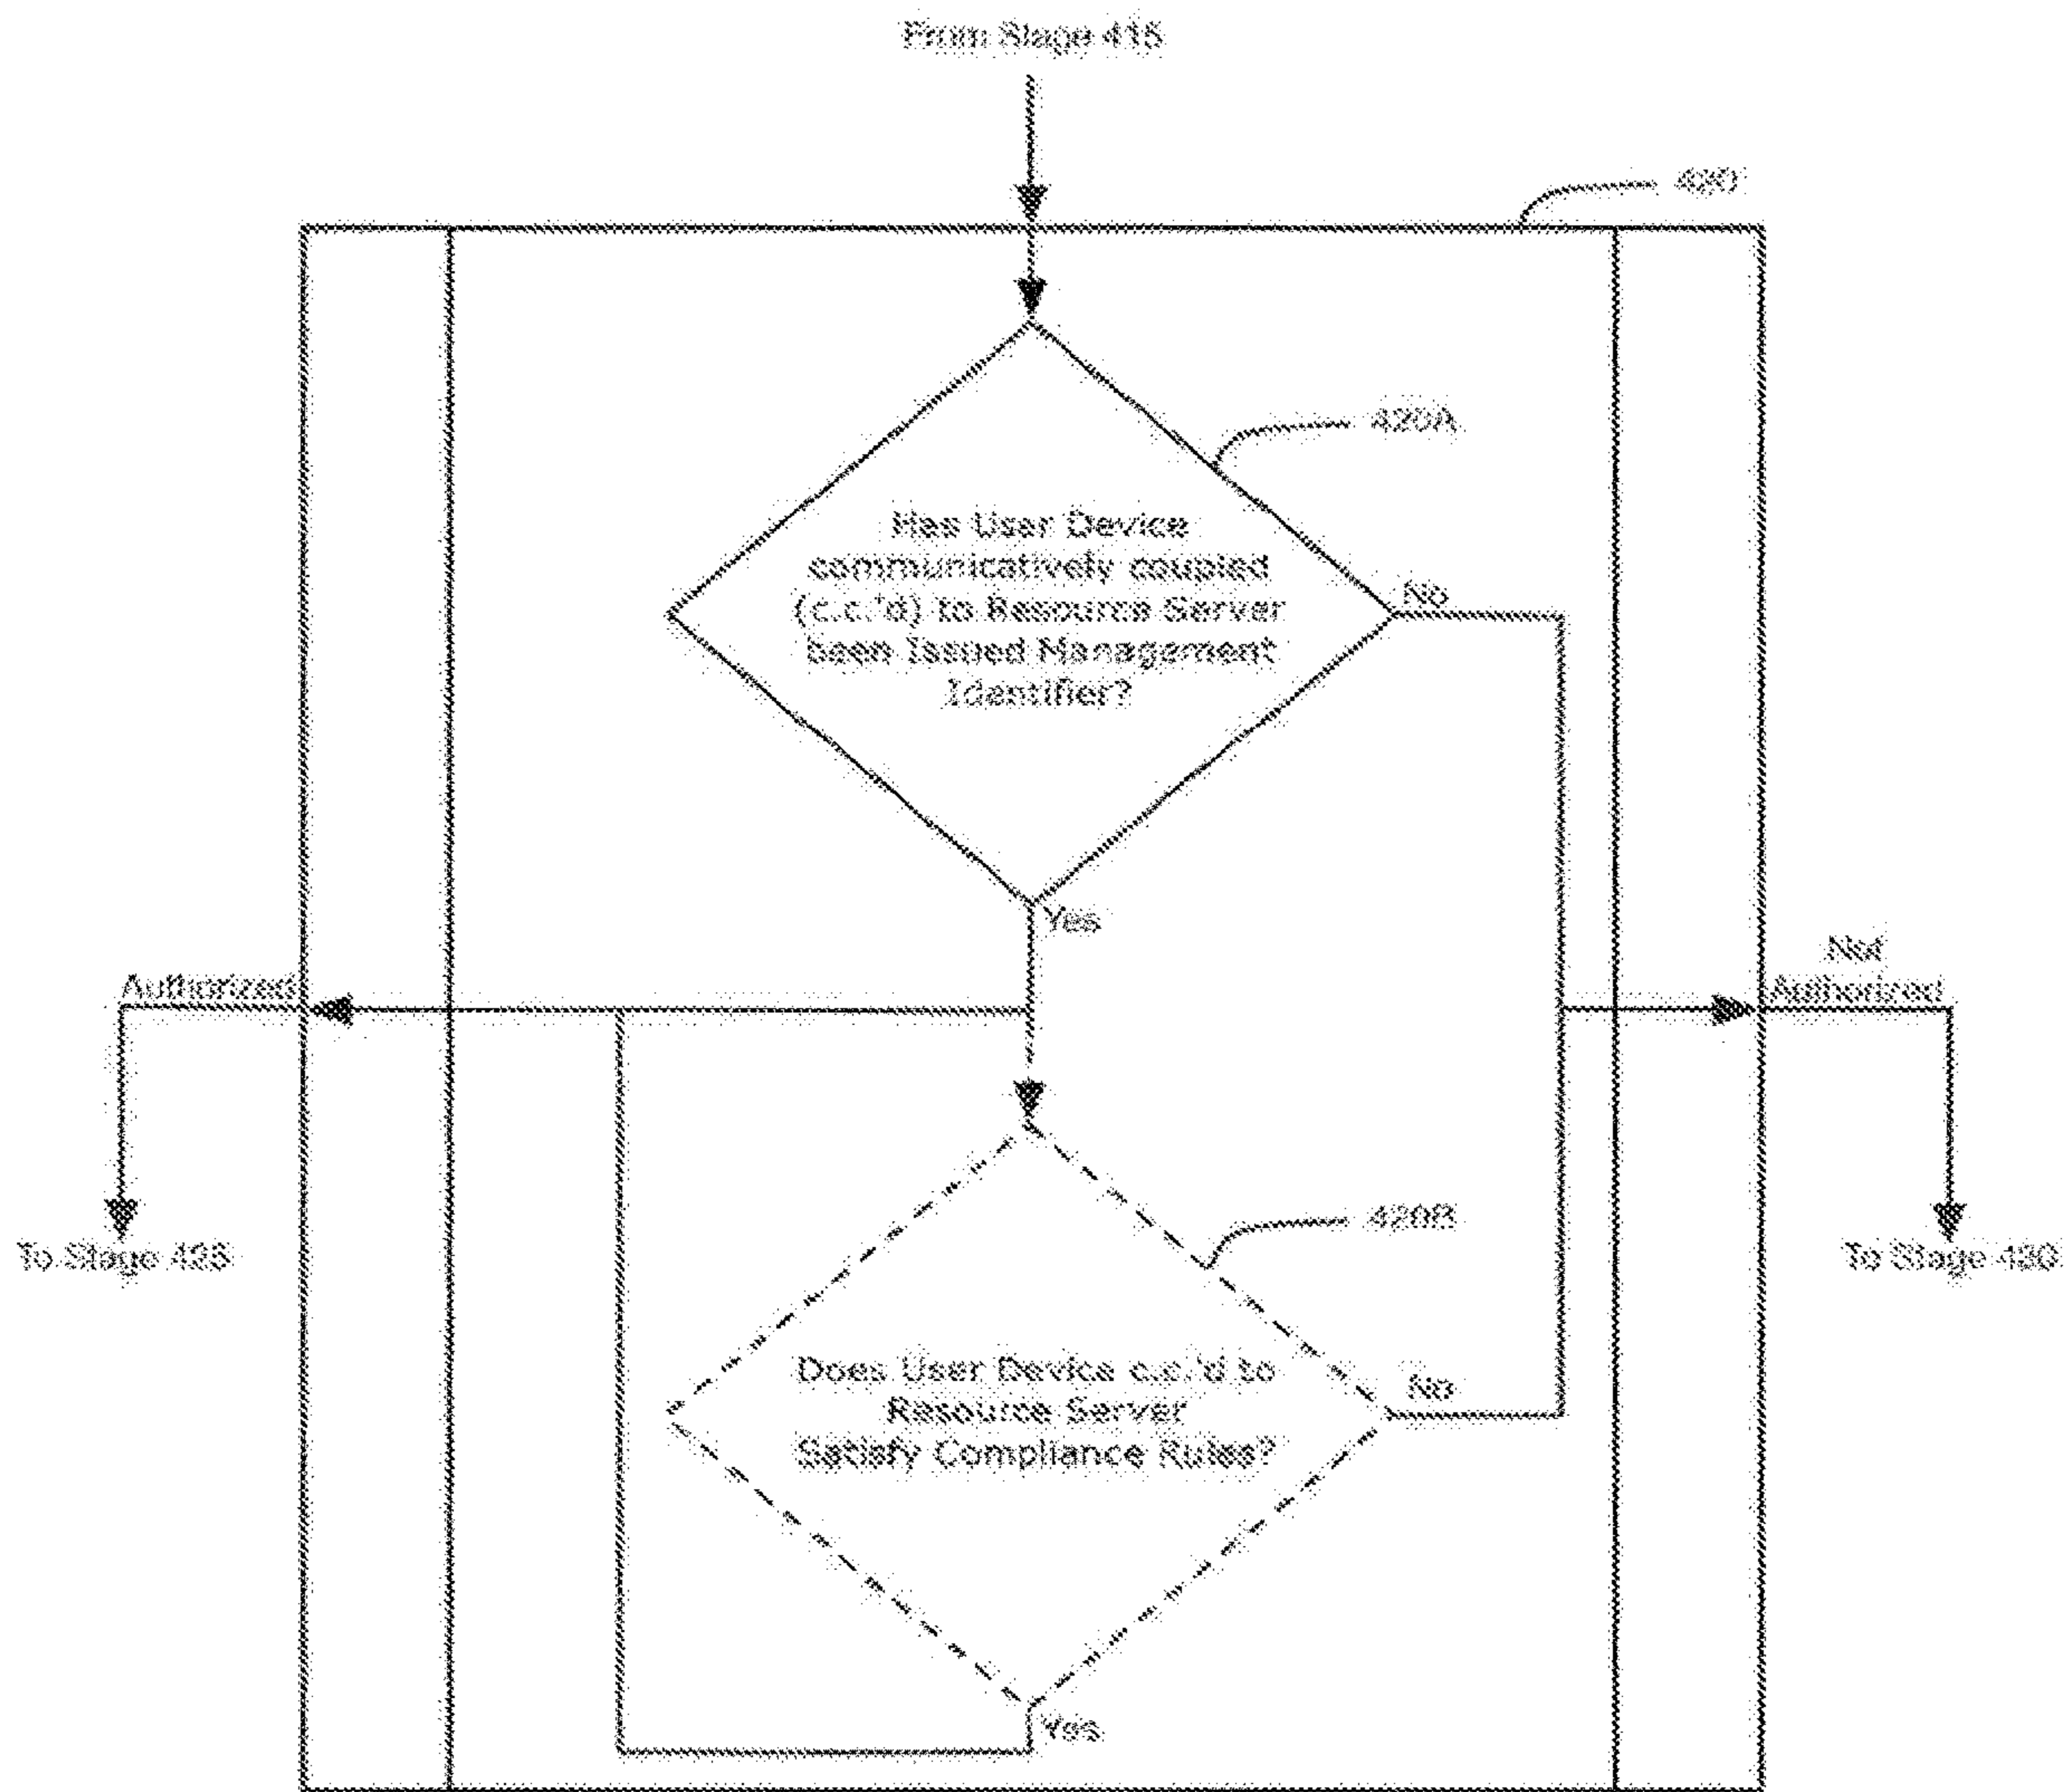 From Stage 415
420
420A
Has User Device
communicatively coupled
(c.c.'d) to Resource Server
been Issued Management
Identifier?
No
Yes
Authorized
Not
Authorized
To Stage 425
To Stage 430
420B
Does User Device c.c.'d to
Resource Server
Satisfy Compliance Rules?
No
Yes